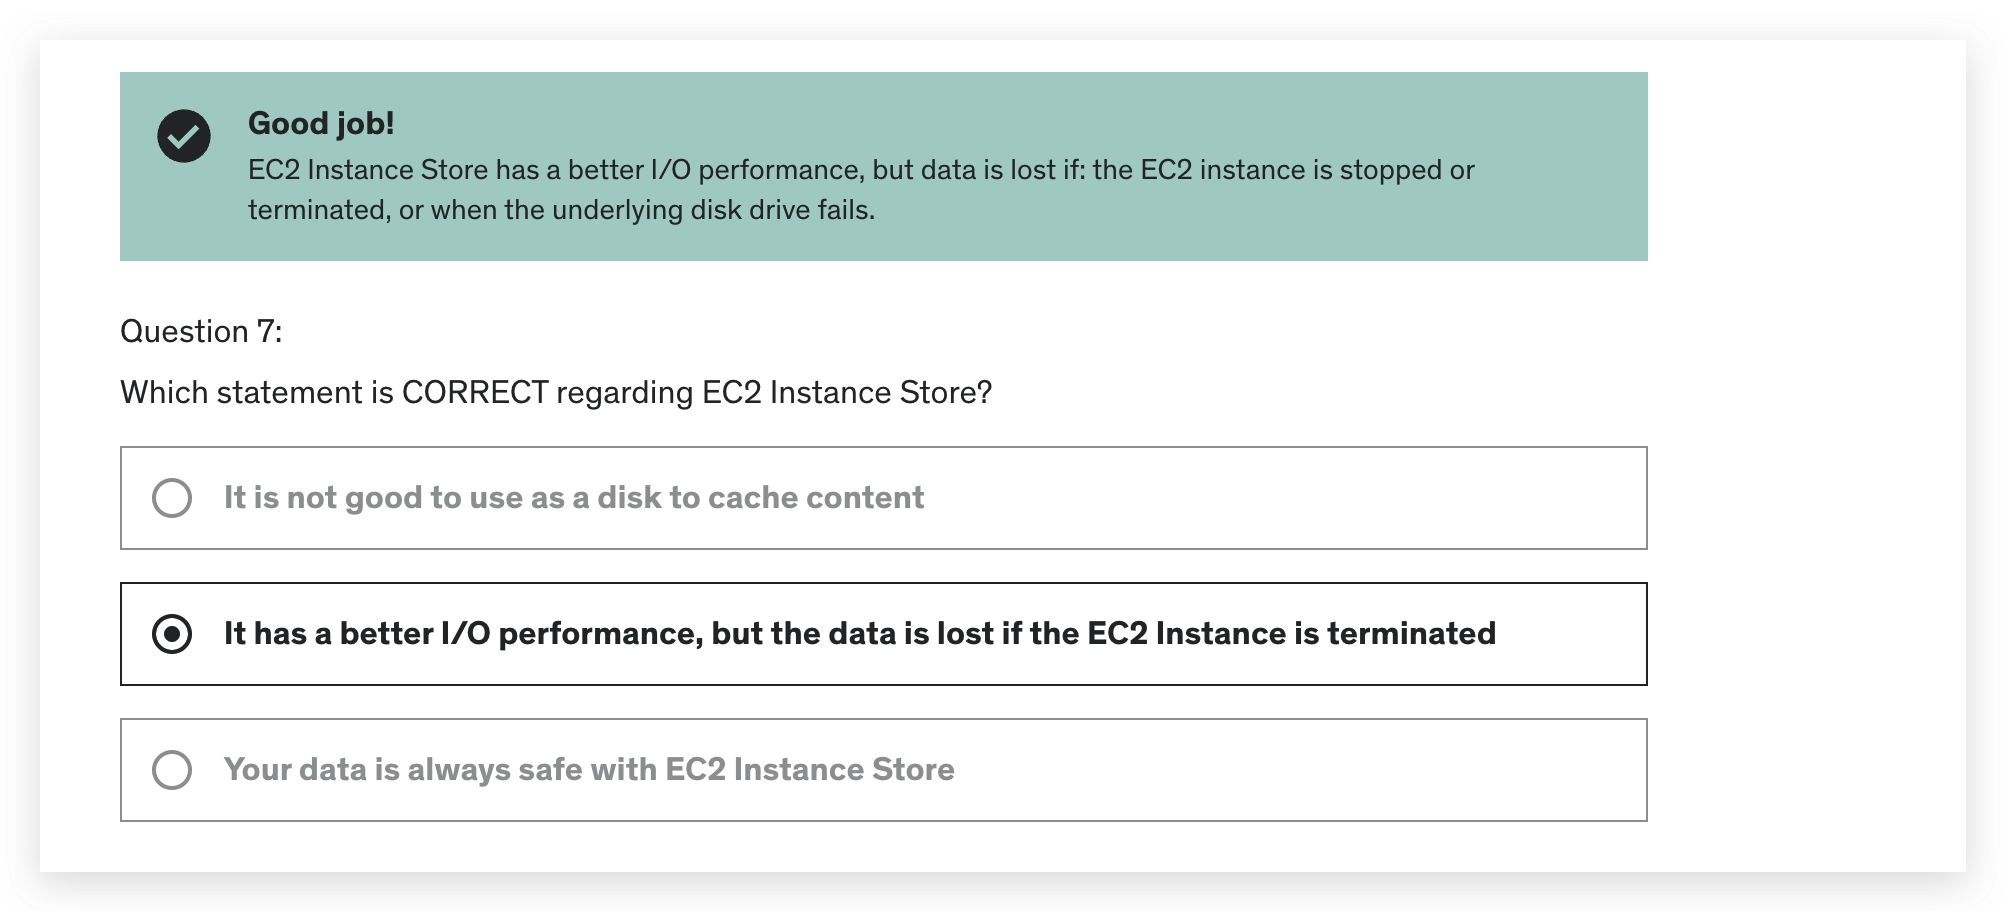 Good job!
EC2 Instance Store has a better I/O performance, but data is lost if: the EC2 instance is stopped or
terminated, or when the underlying disk drive fails.
Question 7:
Which statement is CORRECT regarding EC2 Instance Store?
It is not good to use as a disk to cache content
It has a better I/O performance, but the data is lost if the EC2 Instance is terminated
Your data is always safe with EC2 Instance Store